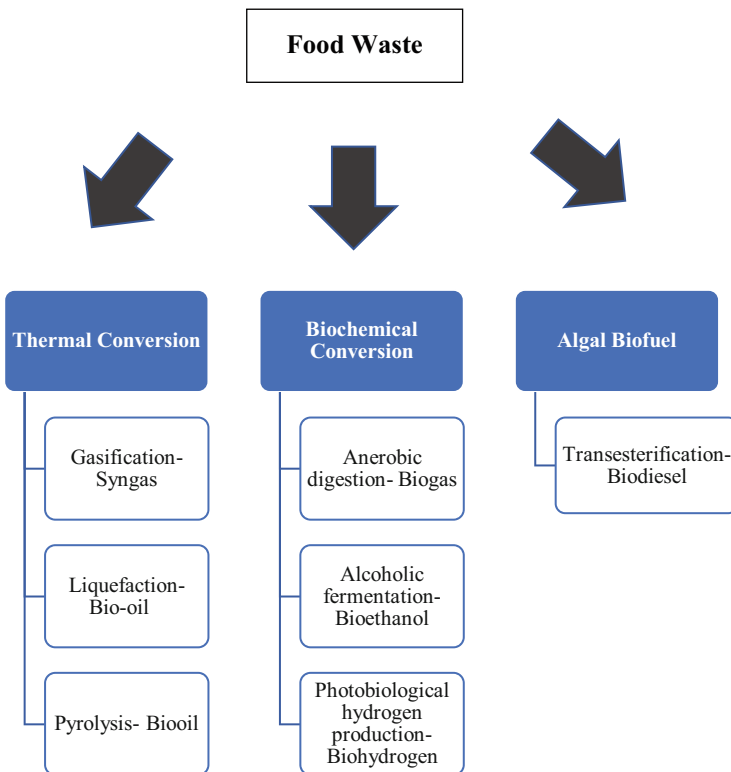 Food Waste
Thermal Conversion
Gasification-
Syngas
Liquefaction-
Bio-oil
Pyrolysis- Biooil
Biochemical
Conversion
Anerobic
digestion- Biogas
Alcoholic
fermentation-
Bioethanol
Photobiological
hydrogen
production-
Biohydrogen
Algal Biofuel
Transesterification-
Biodiesel